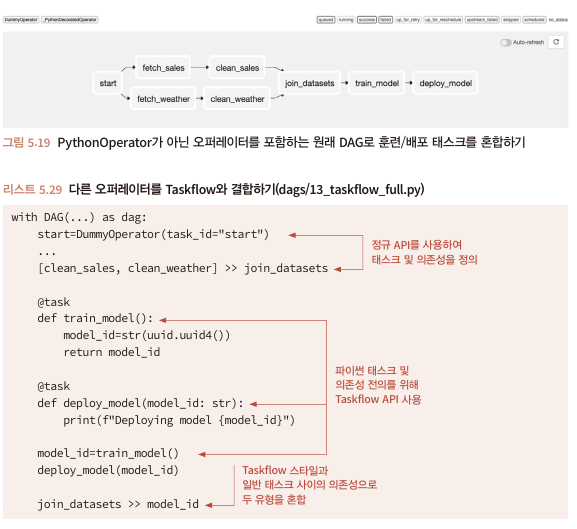 DummyOperator _PythonDecoratedOperator queued running success failed up_for_retry up_for_reschedule upstream_failed skipped scheduled no_status
Auto-refresh
fetch_sales clean_sales
start join_datasets train_model deploy_model
fetch_weather clean_weather
그림 5.19 PythonOperator가 아닌 오퍼레이터를 포함하는 원래 DAG로 훈련/배포 태스크를 혼합하기
리스트 5.29 다른 오퍼레이터를 Taskflow와 결합하기(dags/13_taskflow_full.py)
with DAG(...) as dag:
start=DummyOperator(task_id="start")
...
[clean_sales, clean_weather] >> join_datasets
정규 API를 사용하여
태스크 및 의존성을 정의
@task
def train_model():
model_id=str(uuid.uuid4())
return model_id
@task
def deploy_model(model_id: str):
print(f"Deploying model {model_id}")
파이썬 태스크 및
의존성 전의를 위해
Taskflow API 사용
model_id=train_model()
deploy_model(model_id)
join_datasets >> model_id
Taskflow 스타일과
일반 태스크 사이의 의존성으로
두 유형을 혼합